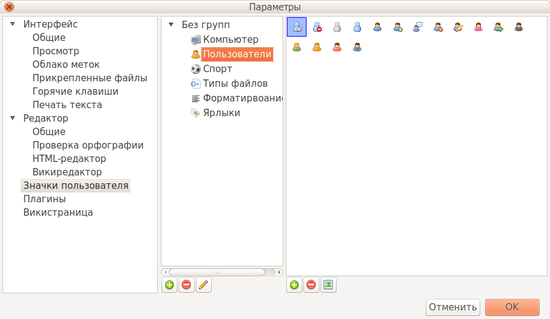 Параметры
Интерфейс
Общие
Просмотр
Облако меток
Прикрепленные файлы
Горячие клавиши
Печать текста
Редактор
Общие
Проверка орфографии
HTML-редактор
Викиредактор
Значки пользователя
Плагины
Викистраница
Без групп
Компьютер
Пользователи
Спорт
Типы файлов
Форматирвоание
Ярлыки
Отменить
OK